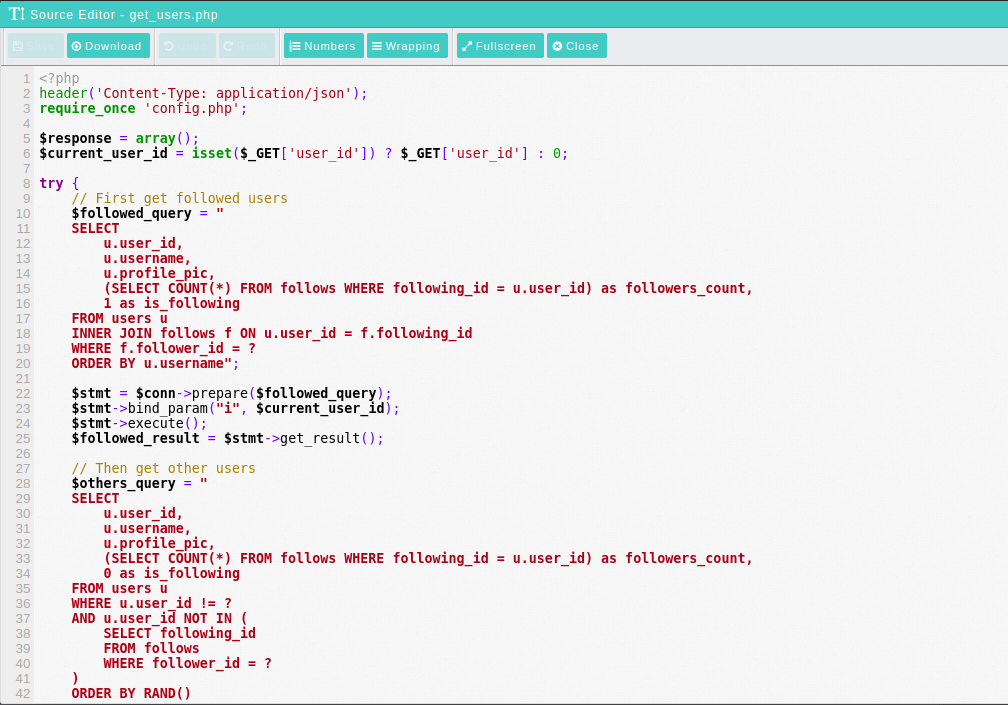 Source Editor - get_users.php
Download Numbers Wrapping Fullscreen Close
1 <?php
2 header('Content-Type: application/json');
3 require_once 'config.php';
4
5 $response = array();
6 $current_user_id = isset($_GET['user_id']) ? $_GET['user_id'] : 0;
7
8 try {
9     // First get followed users
10     $followed_query = "
11     SELECT
12         u.user_id,
13         u.username,
14         u.profile_pic,
15         (SELECT COUNT(*) FROM follows WHERE following_id = u.user_id) as followers_count,
16         1 as is_following
17     FROM users u
18     INNER JOIN follows f ON u.user_id = f.following_id
19     WHERE f.follower_id = ?
20     ORDER BY u.username";
21
22     $stmt = $conn->prepare($followed_query);
23     $stmt->bind_param("i", $current_user_id);
24     $stmt->execute();
25     $followed_result = $stmt->get_result();
26
27     // Then get other users
28     $others_query = "
29     SELECT
30         u.user_id,
31         u.username,
32         u.profile_pic,
33         (SELECT COUNT(*) FROM follows WHERE following_id = u.user_id) as followers_count,
34         0 as is_following
35     FROM users u
36     WHERE u.user_id != ?
37     AND u.user_id NOT IN (
38         SELECT following_id
39         FROM follows
40         WHERE follower_id = ?
41     )
42     ORDER BY RAND()